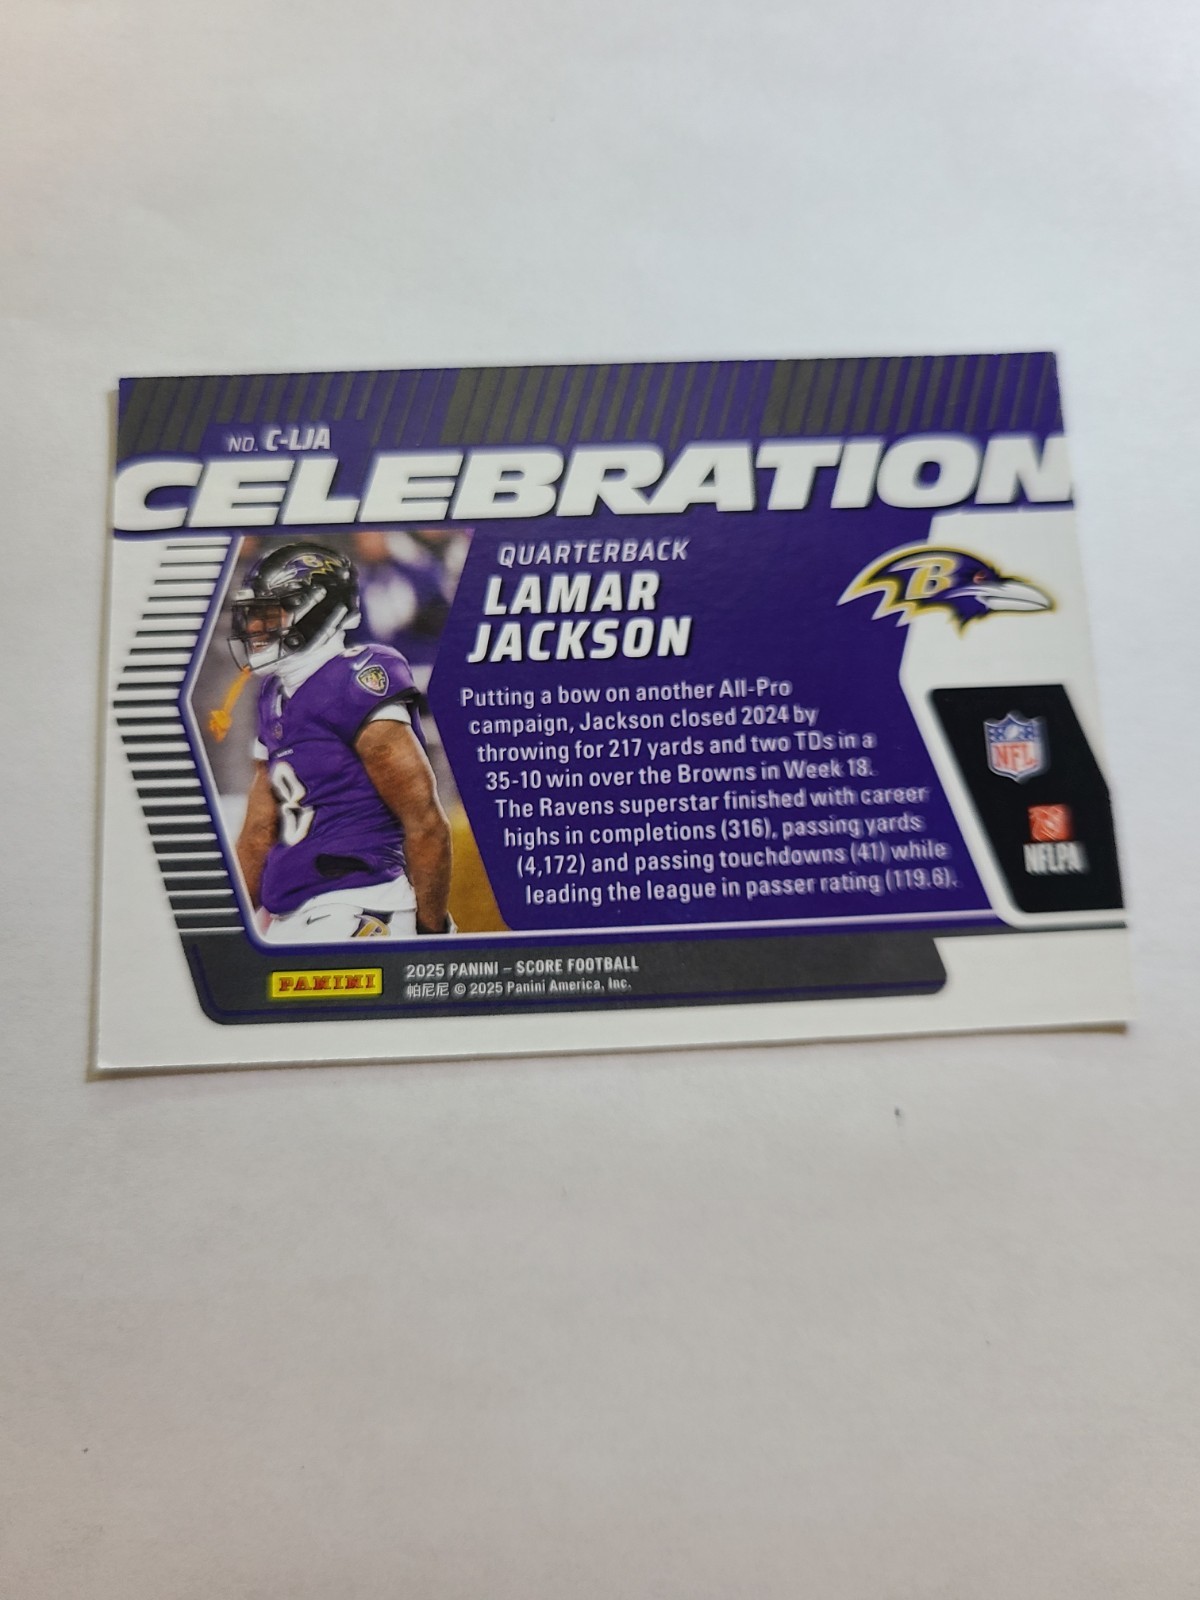 NO. C-LJA
CELEBRATION
QUARTERBACK
LAMAR
JACKSON
Putting a bow on another All-Pro
campaign, Jackson closed 2024 by
throwing for 217 yards and two TDs in a
35-10 win over the Browns in Week 18.
The Ravens superstar finished with career
highs in completions (316), passing yards
(4,172) and passing touchdowns (41) while
leading the league in passer rating (119.6).
B
NFL
NFLPA
8
PANINI
2025 PANINI – SCORE FOOTBALL
帕尼尼 © 2025 Panini America, Inc.